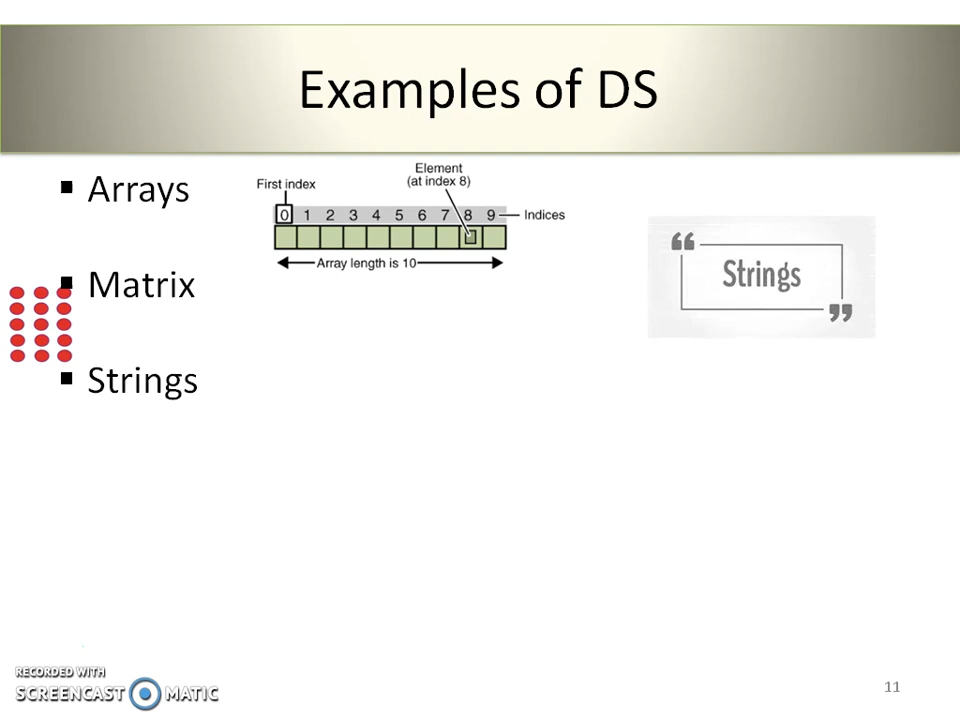 Examples of DS
▪ Arrays
First index
Element
(at index 8)
0 1 2 3 4 5 6 7 8 9 Indices
Array length is 10
“ Strings ”
▪ Matrix
▪ Strings
RECORDED WITH
SCREENCAST MATIC
11